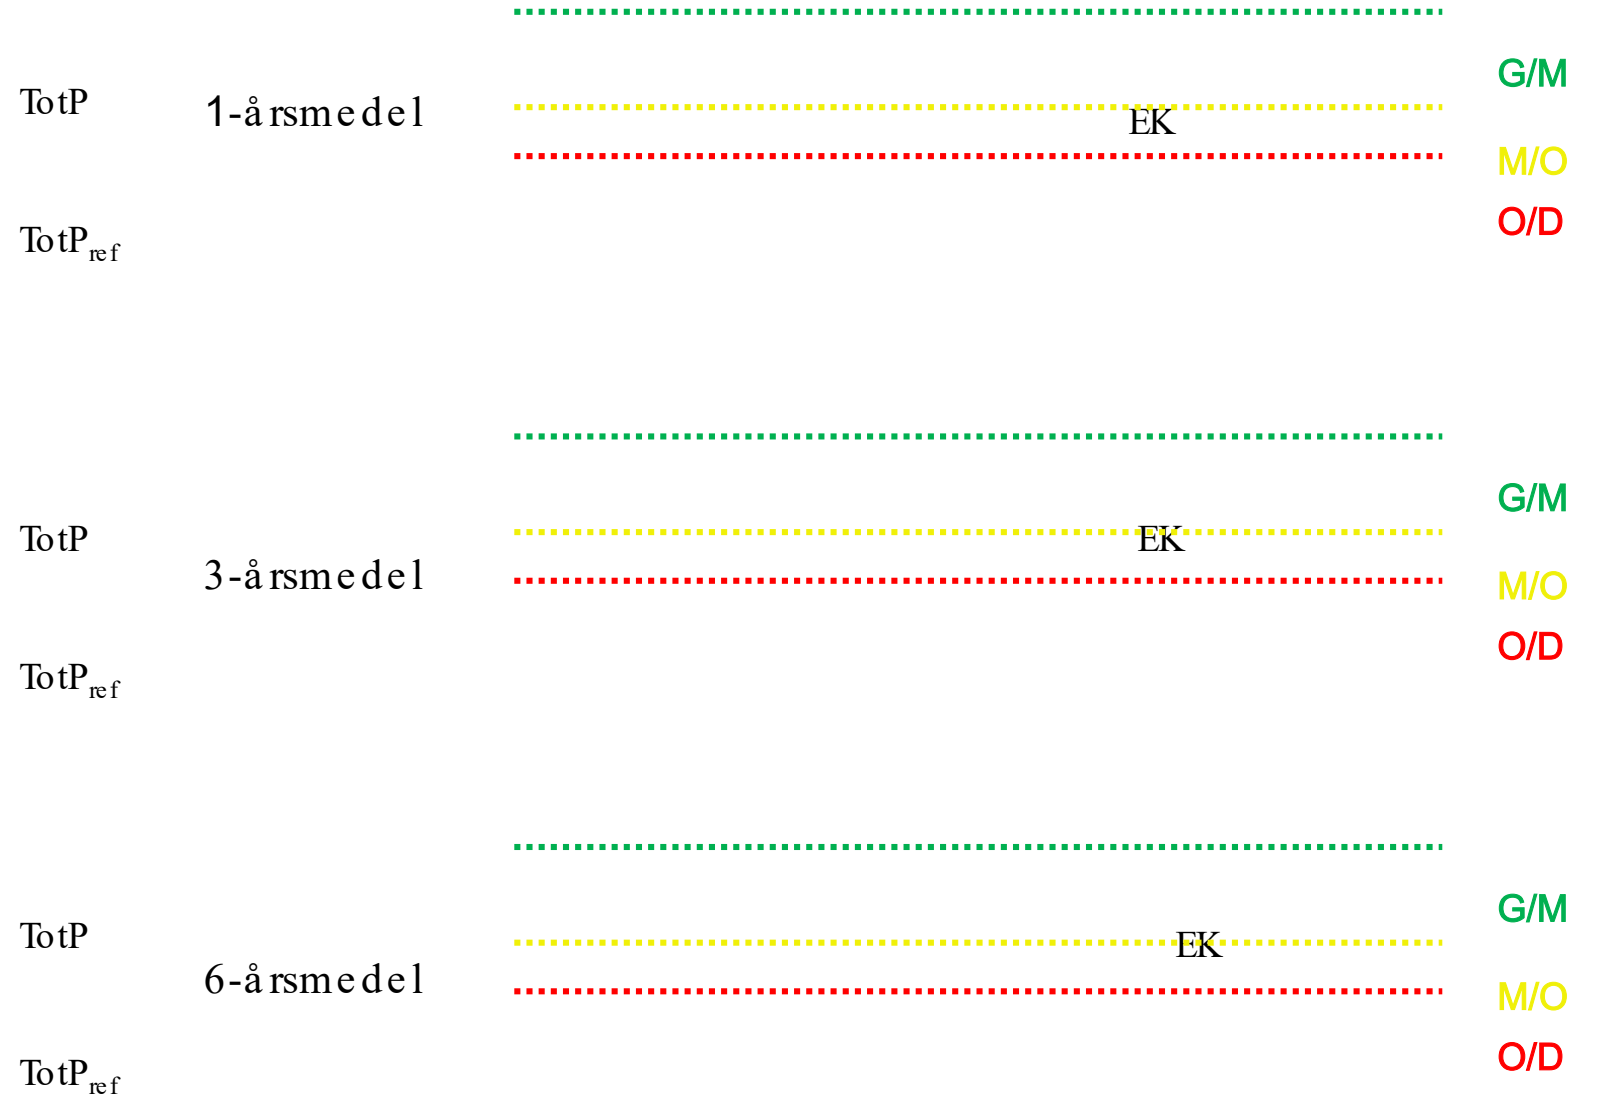 G/M
TotP
1-årsmedel
EK
M/O
O/D
TotPref
G/M
TotP
EK
3-årsmedel
M/O
O/D
TotPref
G/M
TotP
EK
6-årsmedel
M/O
O/D
TotPref